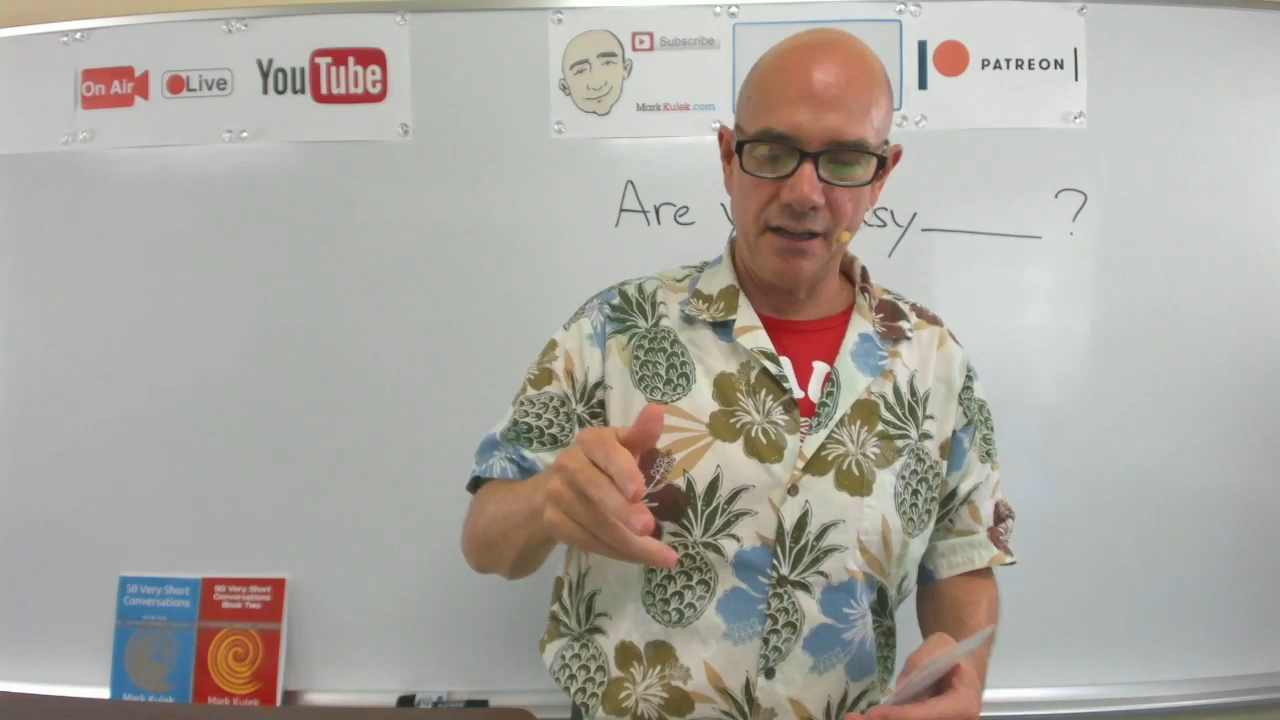 On Air
Live
YouTube
Subscribe
MarkKulek.com
PATREON
Are sy____?
50 Very Short
Conversations
Mark Kulek
50 Very Short
Conversations
Book Two
Mark Kulek